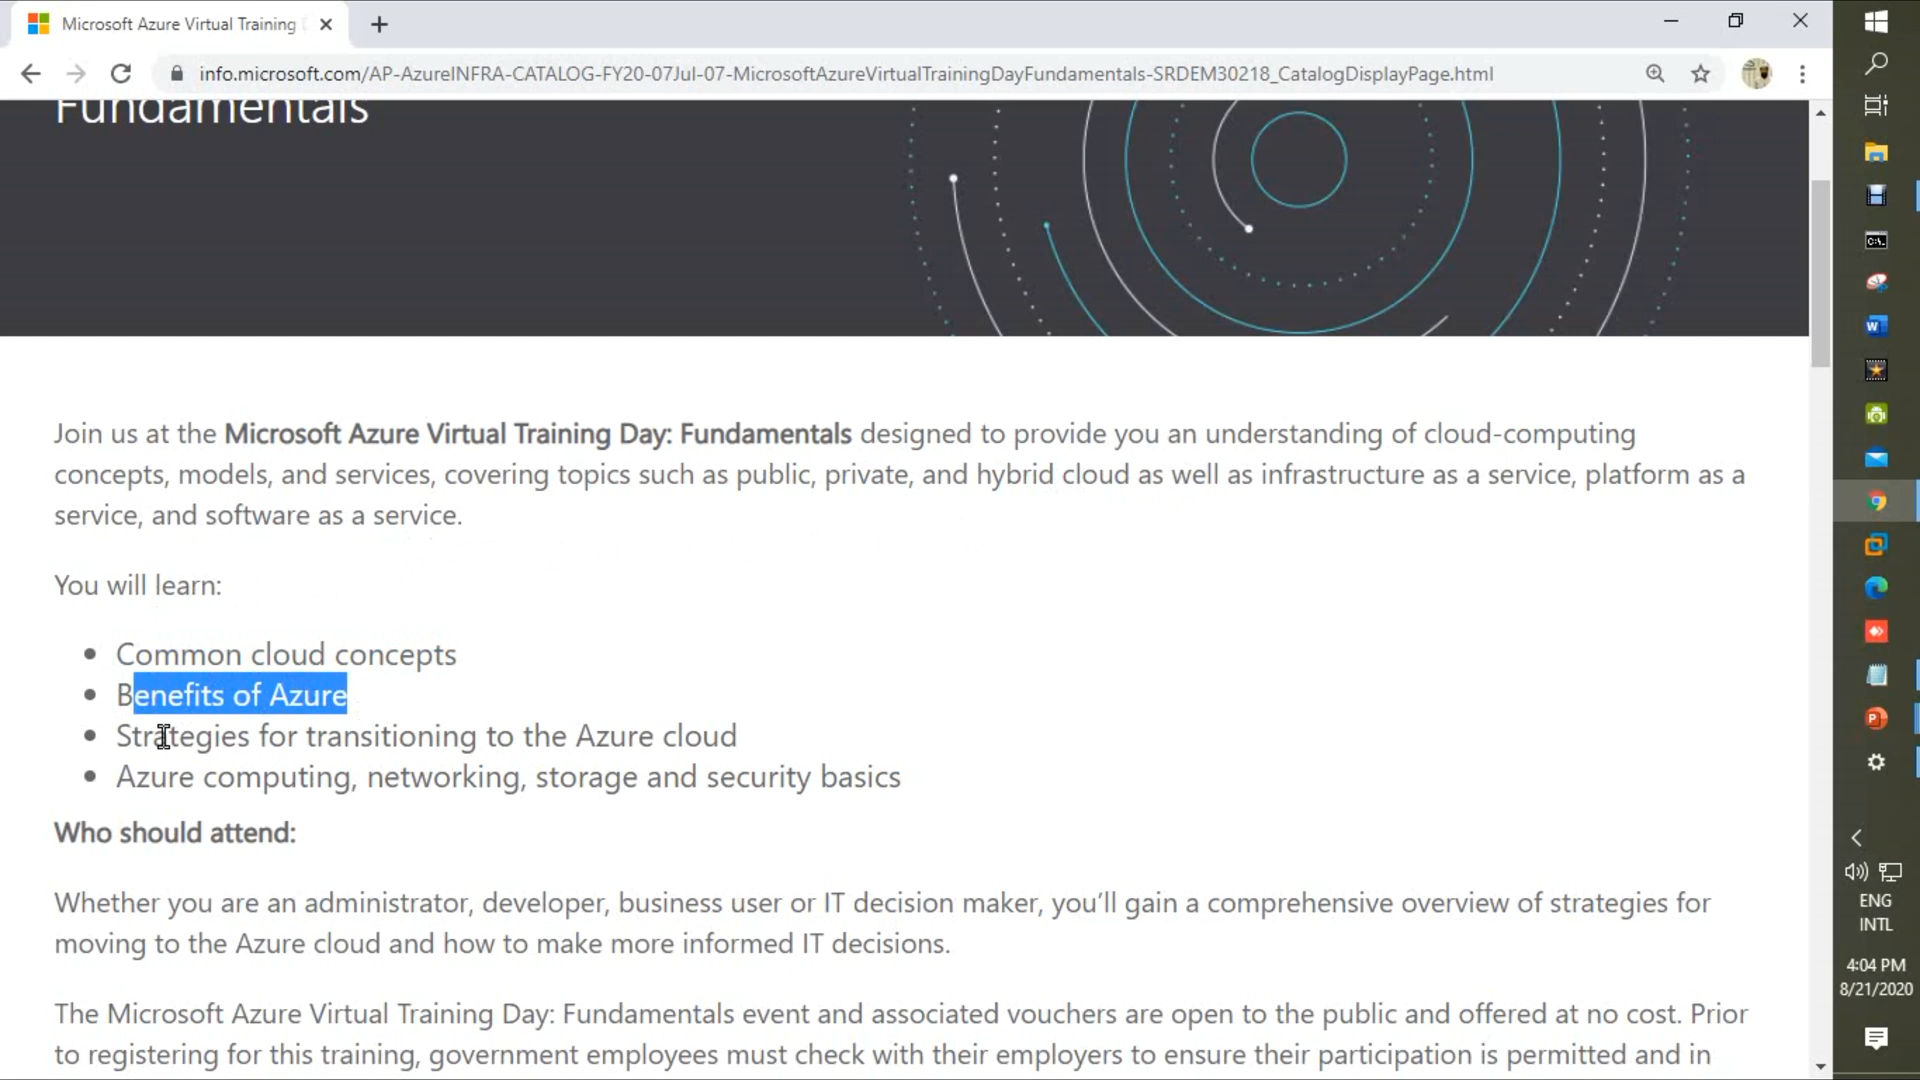 Microsoft Azure Virtual Training
info.microsoft.com/AP-AzureINFRA-CATALOG-FY20-07Jul-07-MicrosoftAzureVirtualTrainingDayFundamentals-SRDEM30218_CatalogDisplayPage.html
Fundamentals
Join us at the Microsoft Azure Virtual Training Day: Fundamentals designed to provide you an understanding of cloud-computing
concepts, models, and services, covering topics such as public, private, and hybrid cloud as well as infrastructure as a service, platform as a
service, and software as a service.
You will learn:
• Common cloud concepts
• Benefits of Azure
• Strategies for transitioning to the Azure cloud
• Azure computing, networking, storage and security basics
Who should attend:
Whether you are an administrator, developer, business user or IT decision maker, you’ll gain a comprehensive overview of strategies for
moving to the Azure cloud and how to make more informed IT decisions.
The Microsoft Azure Virtual Training Day: Fundamentals event and associated vouchers are open to the public and offered at no cost. Prior
to registering for this training, government employees must check with their employers to ensure their participation is permitted and in
ENG
INTL
4:04 PM
8/21/2020